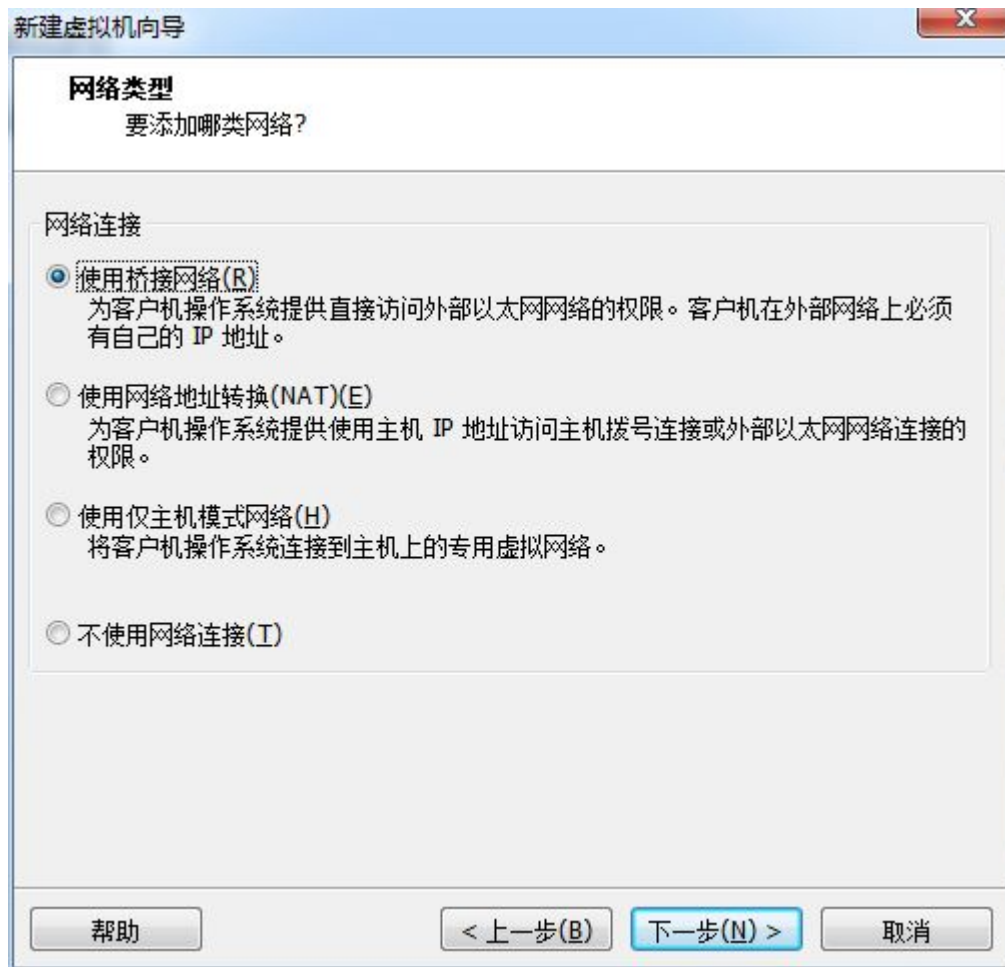 新建虚拟机向导
网络类型
要添加哪类网络?
网络连接
使用桥接网络(R)
为客户机操作系统提供直接访问外部以太网网络的权限。客户机在外部网络上必须
有自己的 IP 地址。
使用网络地址转换(NAT)(E)
为客户机操作系统提供使用主机 IP 地址访问主机拨号连接或外部以太网网络连接的
权限。
使用仅主机模式网络(H)
将客户机操作系统连接到主机上的专用虚拟网络。
不使用网络连接(T)
帮助
< 上一步(B)
下一步(N) >
取消